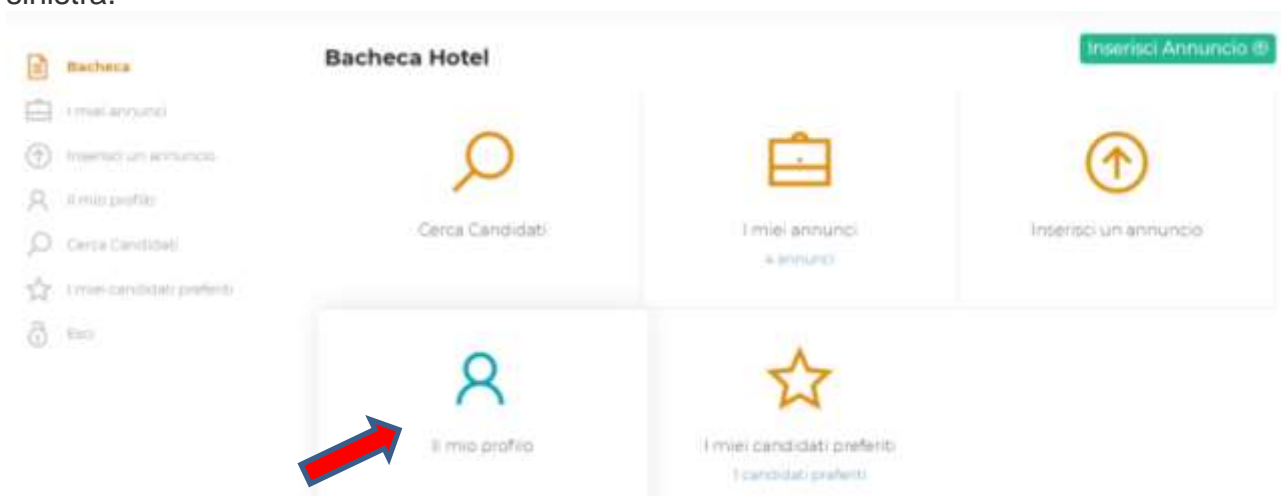 sinistra.
Bacheca Hotel
Inserisci Annuncio
Bacheca
I miei annunci
Inserisci un annuncio
Il mio profilo
Cerca Candidati
I miei candidati preferiti
Esci
Cerca Candidati
I miei annunci
4 annunci
Inserisci un annuncio
Il mio profilo
I miei candidati preferiti
1 candidati preferiti